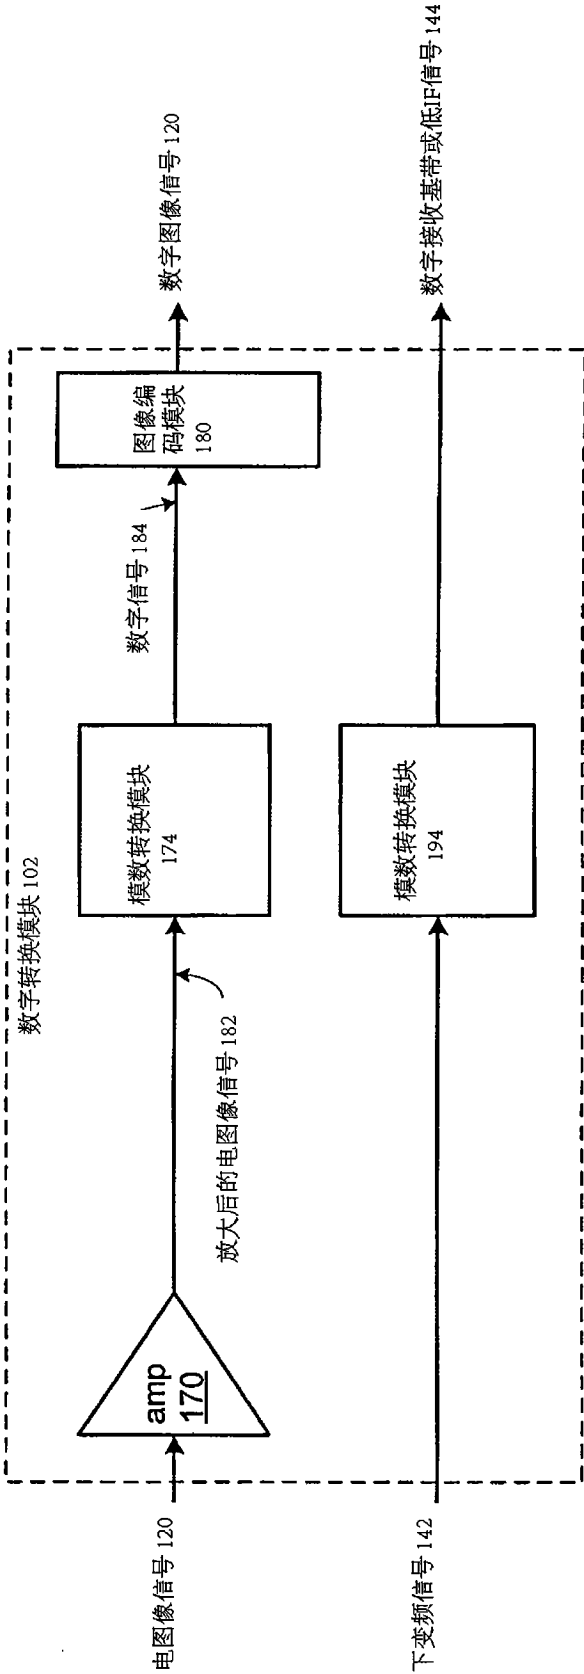 数字转换模块 102
电图像信号 120
amp
170
放大后的电图像信号 182
模数转换模块
174
数字信号 184
图像编
码模块
180
数字图像信号 120
下变频信号 142
模数转换模块
194
数字接收基带或低IF信号 144